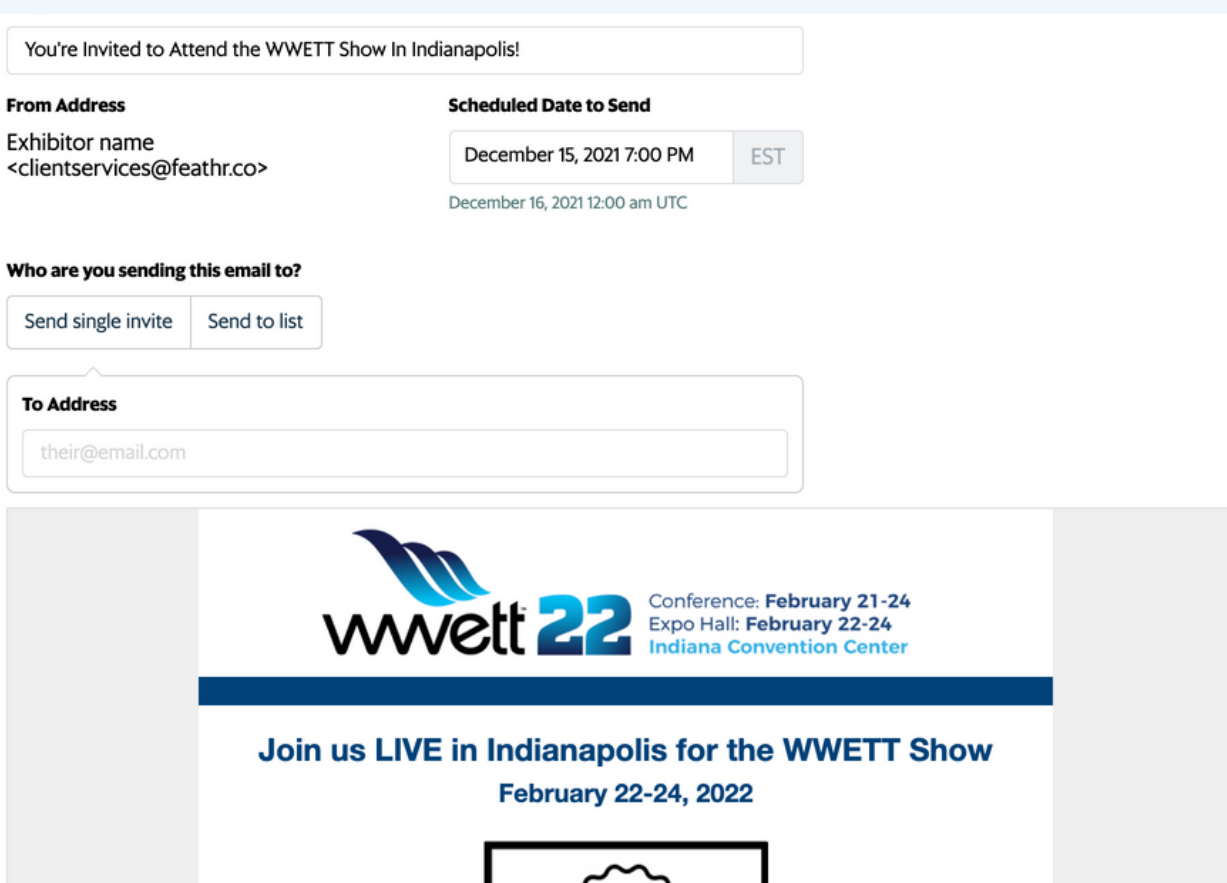 You're Invited to Attend the WWETT Show In Indianapolis!
From Address
Scheduled Date to Send
Exhibitor name
<clientservices@feathr.co>
December 15, 2021 7:00 PM
EST
December 16, 2021 12:00 am UTC
Who are you sending this email to?
Send single invite
Send to list
To Address
their@email.com
wwett 22
Conference: February 21-24
Expo Hall: February 22-24
Indiana Convention Center
Join us LIVE in Indianapolis for the WWETT Show
February 22-24, 2022